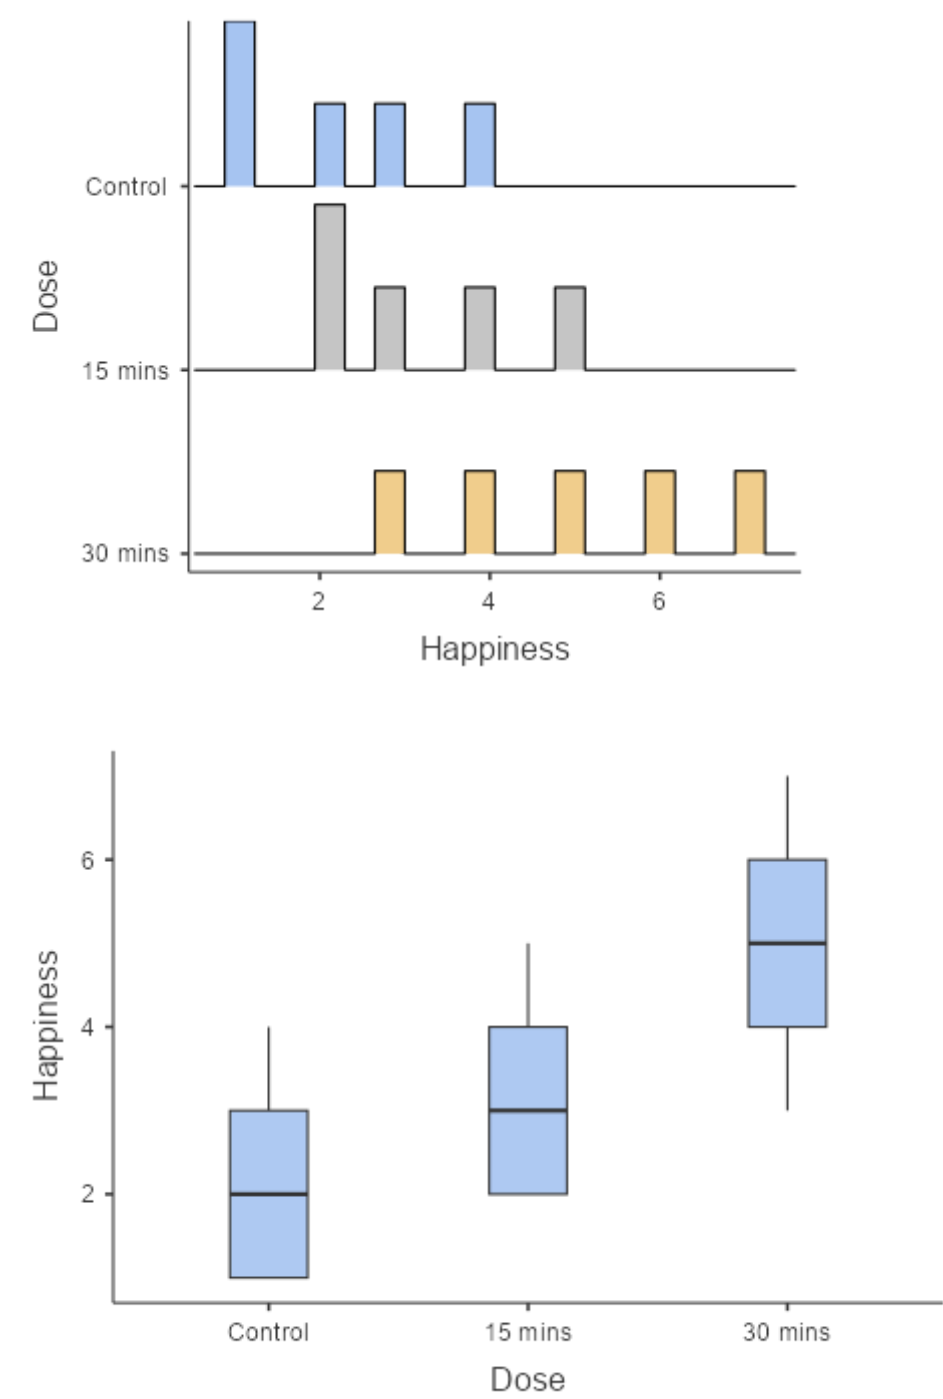 Control
Dose
15 mins
30 mins
2 4 6
Happiness
6
Happiness
4
2
Control 15 mins 30 mins
Dose